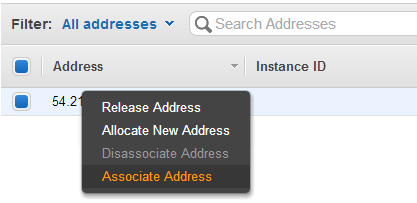 Filter: All addresses Search Addresses
Address Instance ID
54.21
Release Address
Allocate New Address
Disassociate Address
Associate Address